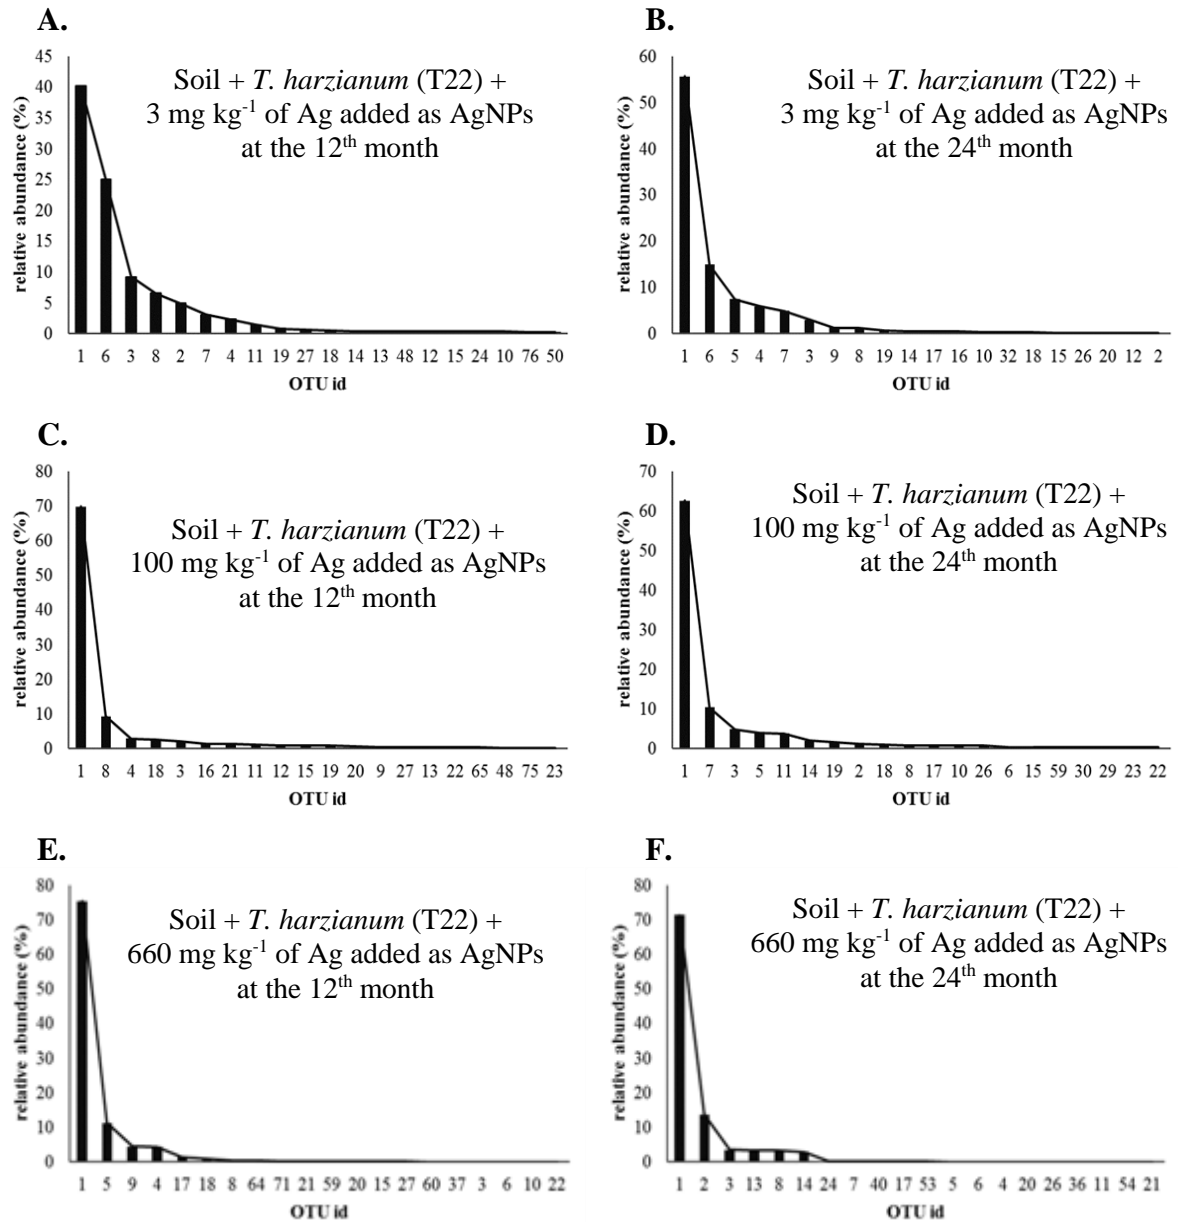 A.
45
40
35
30
25
20
15
10
5
0
relative abundance (%)
Soil + T. harzianum (T22) +
3 mg kg-1 of Ag added as AgNPs
at the 12th month
1 6 3 8 2 7 4 11 19 27 18 14 13 48 12 15 24 10 76 50
OTU id
B.
60
50
40
30
20
10
0
relative abundance (%)
Soil + T. harzianum (T22) +
3 mg kg-1 of Ag added as AgNPs
at the 24th month
1 6 5 4 7 3 9 8 19 14 17 16 10 32 18 15 26 20 12 2
OTU id
C.
80
70
60
50
40
30
20
10
0
relative abundance (%)
Soil + T. harzianum (T22) +
100 mg kg-1 of Ag added as AgNPs
at the 12th month
1 8 4 18 3 16 21 11 12 15 19 20 9 27 13 22 65 48 75 23
OTU id
D.
70
60
50
40
30
20
10
0
relative abundance (%)
Soil + T. harzianum (T22) +
100 mg kg-1 of Ag added as AgNPs
at the 24th month
1 7 3 5 11 14 19 2 18 8 17 10 26 6 15 59 30 29 23 22
OTU id
E.
80
70
60
50
40
30
20
10
0
relative abundance (%)
Soil + T. harzianum (T22) +
660 mg kg-1 of Ag added as AgNPs
at the 12th month
1 5 9 4 17 18 8 64 71 21 59 20 15 27 60 37 3 6 10 22
OTU id
F.
80
70
60
50
40
30
20
10
0
relative abundance (%)
Soil + T. harzianum (T22) +
660 mg kg-1 of Ag added as AgNPs
at the 24th month
1 2 3 13 8 14 24 7 40 17 53 5 6 4 20 26 36 11 54 21
OTU id